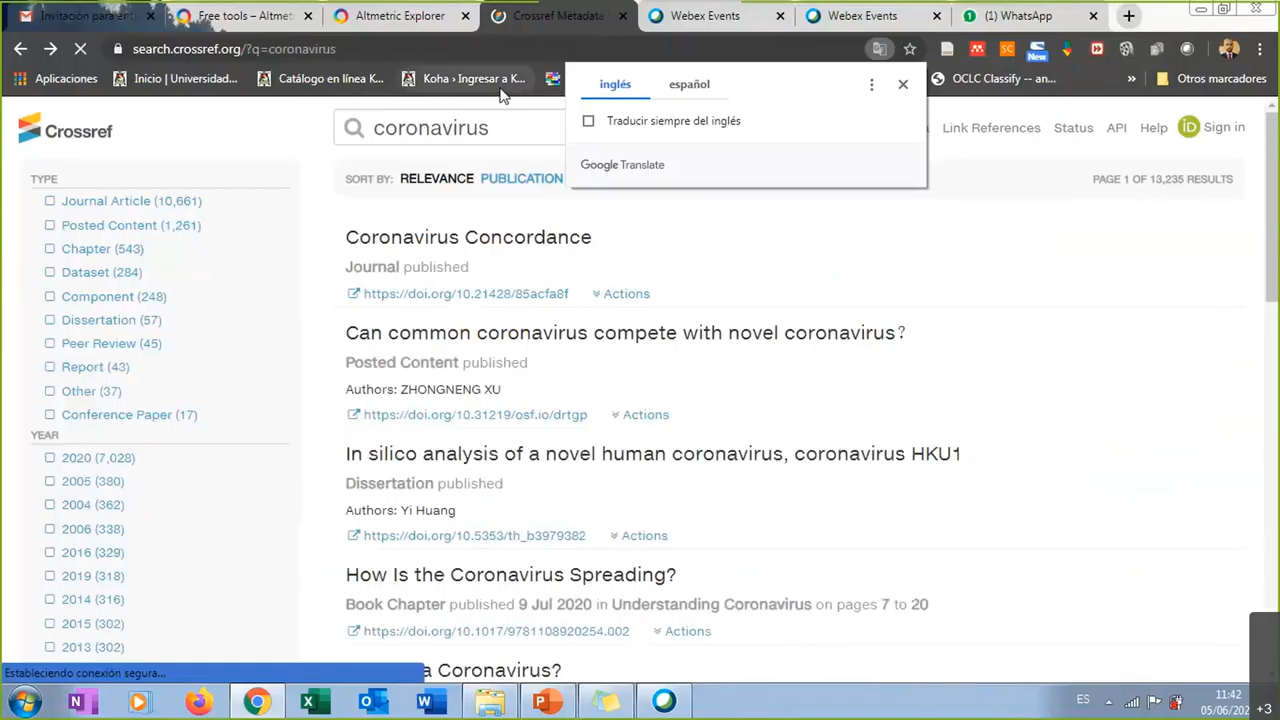 Invitación para ent
Free tools – Altmet
Altmetric Explorer
Crossref Metadata
Webex Events
Webex Events
(1) WhatsApp
search.crossref.org/?q=coronavirus
New
Aplicaciones
Inicio | Universidad...
Catálogo en línea K...
Koha › Ingresar a K...
OCLC Classify -- an...
Otros marcadores
inglés
español
Traducir siempre del inglés
Google Translate
Crossref
coronavirus
Link References
Status
API
Help
iD
Sign in
SORT BY: RELEVANCE PUBLICATION
PAGE 1 OF 13,235 RESULTS
TYPE
Journal Article (10,661)
Posted Content (1,261)
Chapter (543)
Dataset (284)
Component (248)
Dissertation (57)
Peer Review (45)
Report (43)
Other (37)
Conference Paper (17)
YEAR
2020 (7,028)
2005 (380)
2004 (362)
2006 (338)
2016 (329)
2019 (318)
2014 (316)
2015 (302)
2013 (302)
Coronavirus Concordance
Journal published
https://doi.org/10.21428/85acfa8f Actions
Can common coronavirus compete with novel coronavirus?
Posted Content published
Authors: ZHONGNENG XU
https://doi.org/10.31219/osf.io/drtgp Actions
In silico analysis of a novel human coronavirus, coronavirus HKU1
Dissertation published
Authors: Yi Huang
https://doi.org/10.5353/th_b3979382 Actions
How Is the Coronavirus Spreading?
Book Chapter published 9 Jul 2020 in Understanding Coronavirus on pages 7 to 20
https://doi.org/10.1017/9781108920254.002 Actions
a Coronavirus?
Estableciendo conexión segura...
ES
11:42
05/06/202
+3